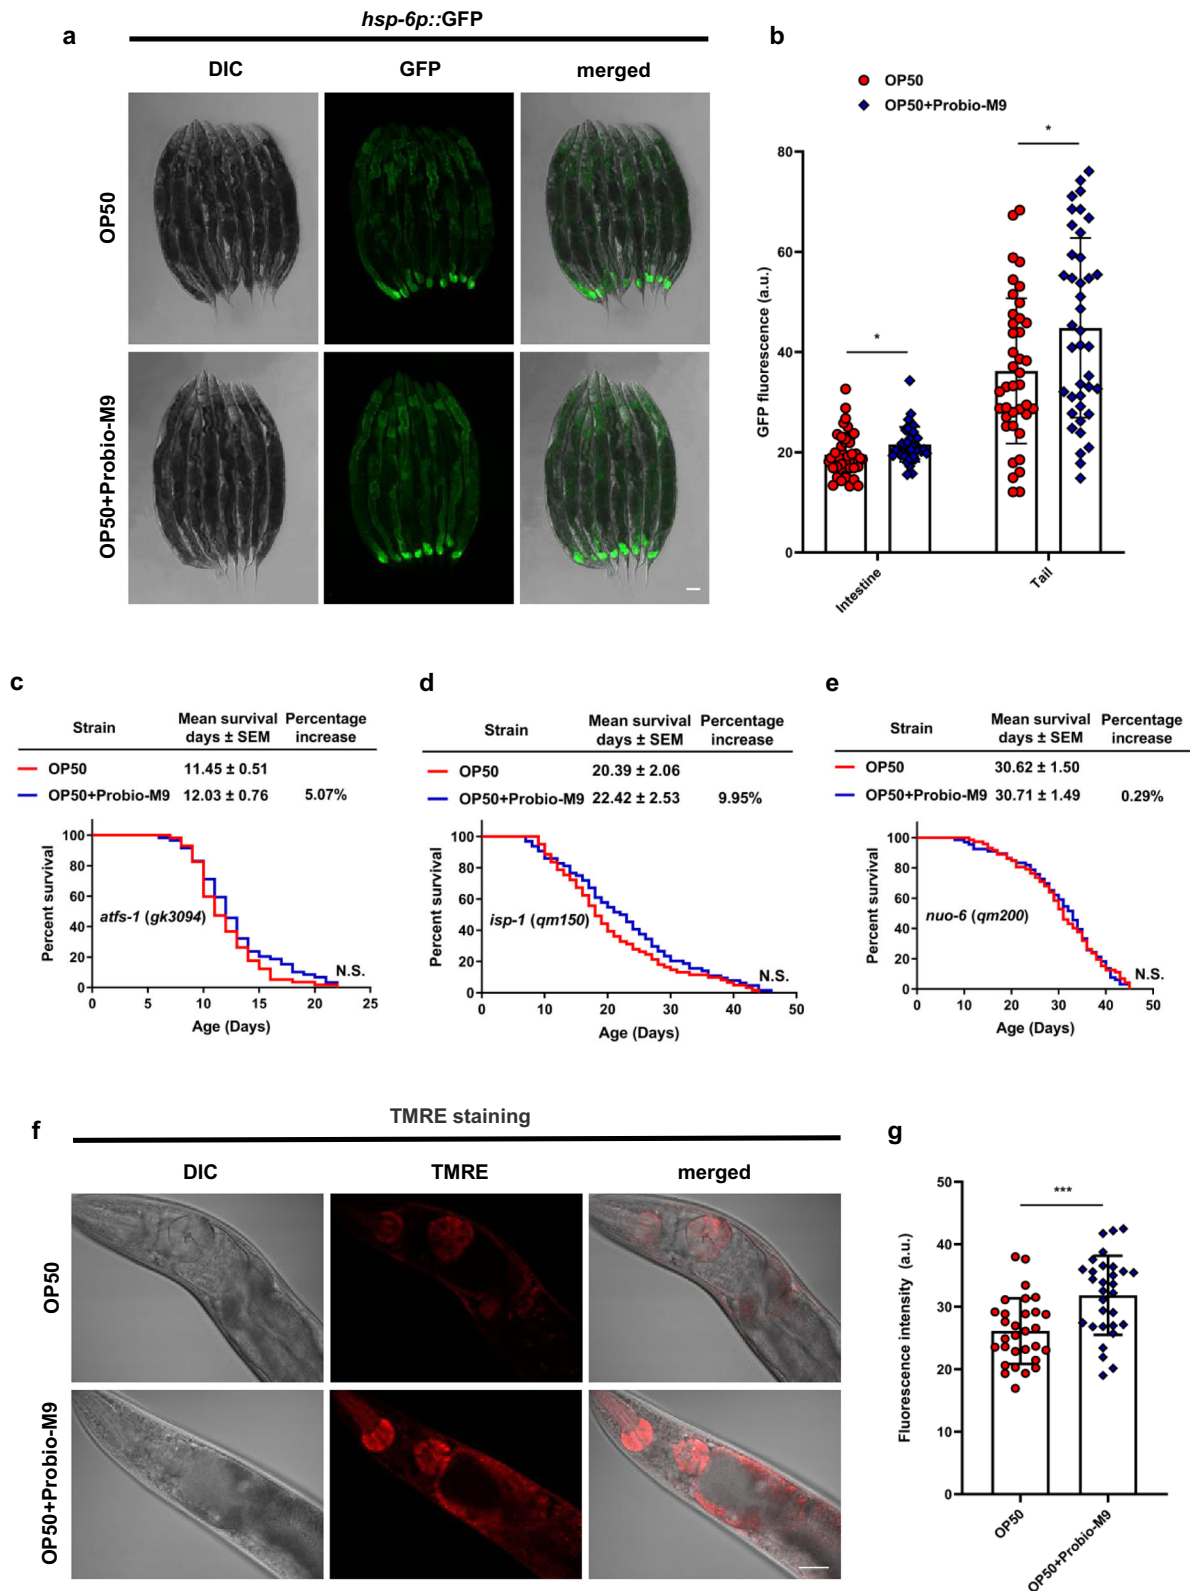 hsp-6p::GFP
a
DIC
GFP
merged
OP50
OP50+Probio-M9
b
OP50
OP50+Probio-M9
*
*
GFP fluorescence (a.u.)
80
60
40
20
0
Intestine
Tail
c
Strain
Mean survival days ± SEM
Percentage increase
OP50
11.45 ± 0.51
OP50+Probio-M9
12.03 ± 0.76
5.07%
Percent survival
100
80
60
40
20
0
atfs-1 (gk3094)
N.S.
0 5 10 15 20 25
Age (Days)
d
Strain
Mean survival days ± SEM
Percentage increase
OP50
20.39 ± 2.06
OP50+Probio-M9
22.42 ± 2.53
9.95%
Percent survival
100
80
60
40
20
0
isp-1 (qm150)
N.S.
0 10 20 30 40 50
Age (Days)
e
Strain
Mean survival days ± SEM
Percentage increase
OP50
30.62 ± 1.50
OP50+Probio-M9
30.71 ± 1.49
0.29%
Percent survival
100
80
60
40
20
0
nuo-6 (qm200)
N.S.
0 10 20 30 40 50
Age (Days)
f
TMRE staining
DIC
TMRE
merged
OP50
OP50+Probio-M9
g
***
Fluorescence intensity (a.u.)
50
40
30
20
10
0
OP50
OP50+Probio-M9